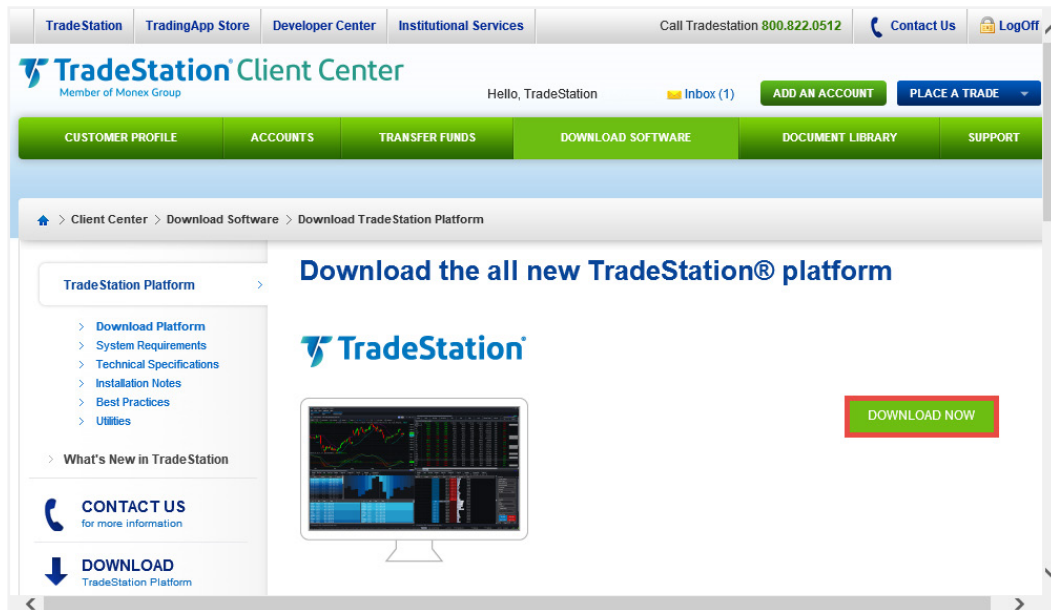 TradeStation TradingApp Store Developer Center Institutional Services Call Tradestation 800.822.0512 Contact Us LogOff
TradeStation® Client Center
Member of Monex Group
Hello, TradeStation Inbox (1) ADD AN ACCOUNT PLACE A TRADE
CUSTOMER PROFILE ACCOUNTS TRANSFER FUNDS DOWNLOAD SOFTWARE DOCUMENT LIBRARY SUPPORT
> Client Center > Download Software > Download TradeStation Platform
Download the all new TradeStation® platform
TradeStation Platform >
> Download Platform
> System Requirements
> Technical Specifications
> Installation Notes
> Best Practices
> Utilities
> What's New in TradeStation
CONTACT US
for more information
DOWNLOAD
TradeStation Platform
TradeStation®
DOWNLOAD NOW